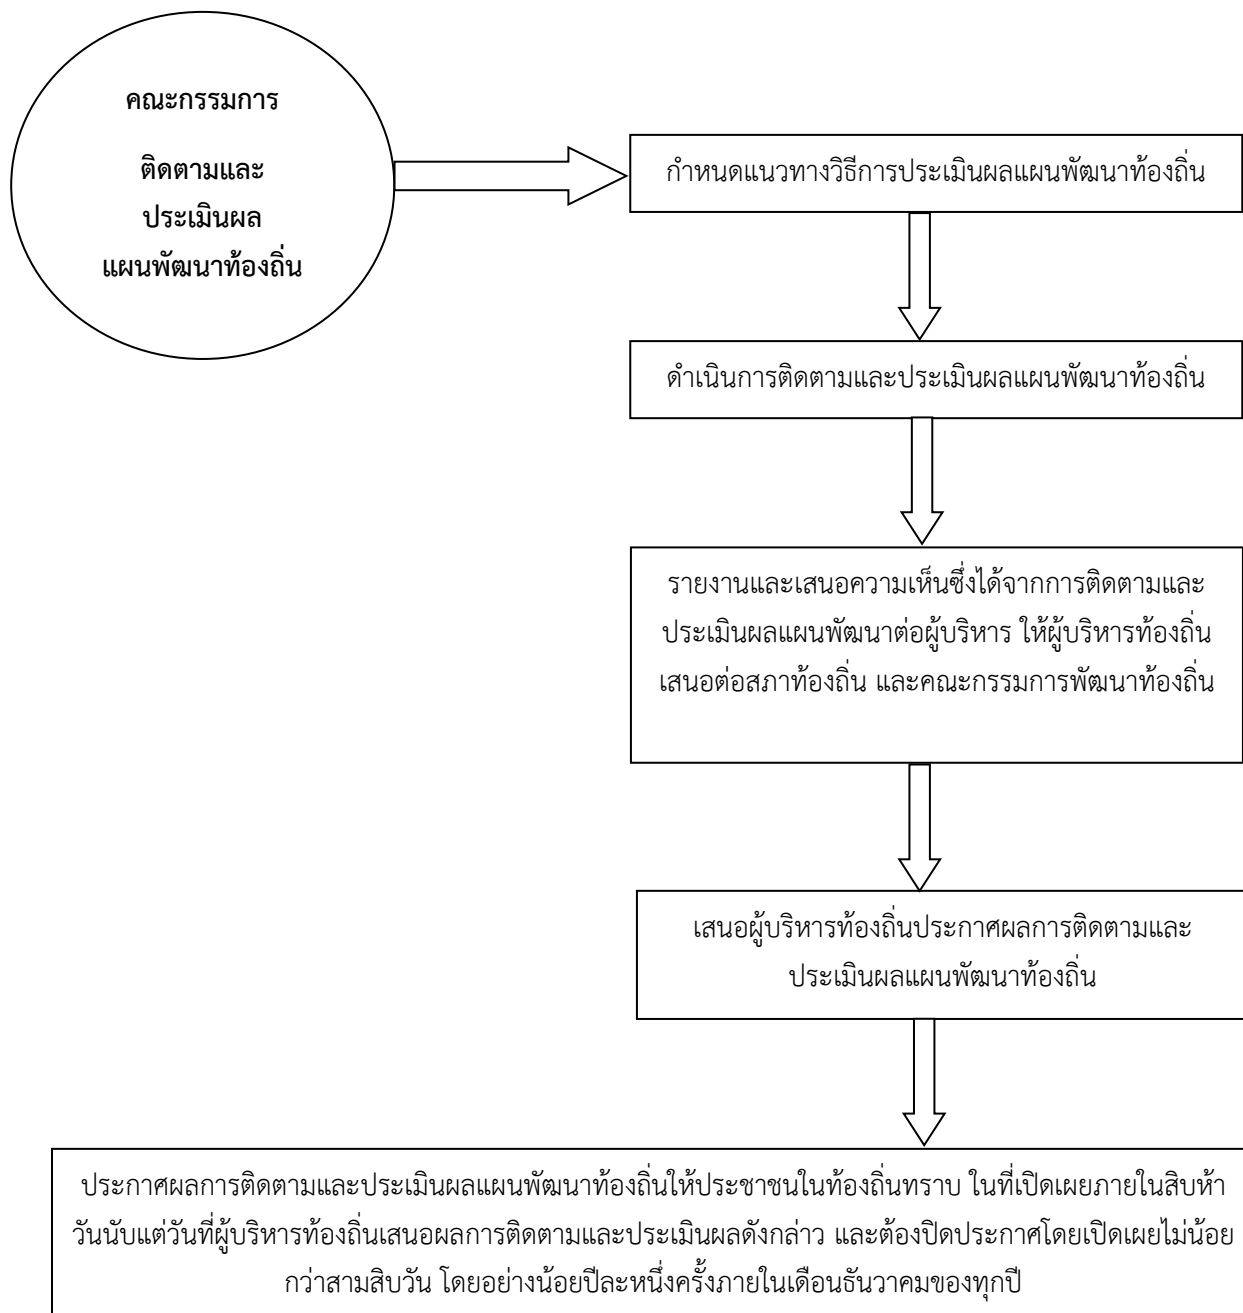 คณะกรรมการ
ติดตามและ
ประเมินผล
แผนพัฒนาท้องถิ่น
กำหนดแนวทางวิธีการประเมินผลแผนพัฒนาท้องถิ่น
ดำเนินการติดตามและประเมินผลแผนพัฒนาท้องถิ่น
รายงานและเสนอความเห็นซึ่งได้จากการติดตามและ
ประเมินผลแผนพัฒนาต่อผู้บริหาร ให้ผู้บริหารท้องถิ่น
เสนอต่อสภาท้องถิ่น และคณะกรรมการพัฒนาท้องถิ่น
เสนอผู้บริหารท้องถิ่นประกาศผลการติดตามและ
ประเมินผลแผนพัฒนาท้องถิ่น
ประกาศผลการติดตามและประเมินผลแผนพัฒนาท้องถิ่นให้ประชาชนในท้องถิ่นทราบ ในที่เปิดเผยภายในสิบห้า
วันนับแต่วันที่ผู้บริหารท้องถิ่นเสนอผลการติดตามและประเมินผลดังกล่าว และต้องปิดประกาศโดยเปิดเผยไม่น้อย
กว่าสามสิบวัน โดยอย่างน้อยปีละหนึ่งครั้งภายในเดือนธันวาคมของทุกปี